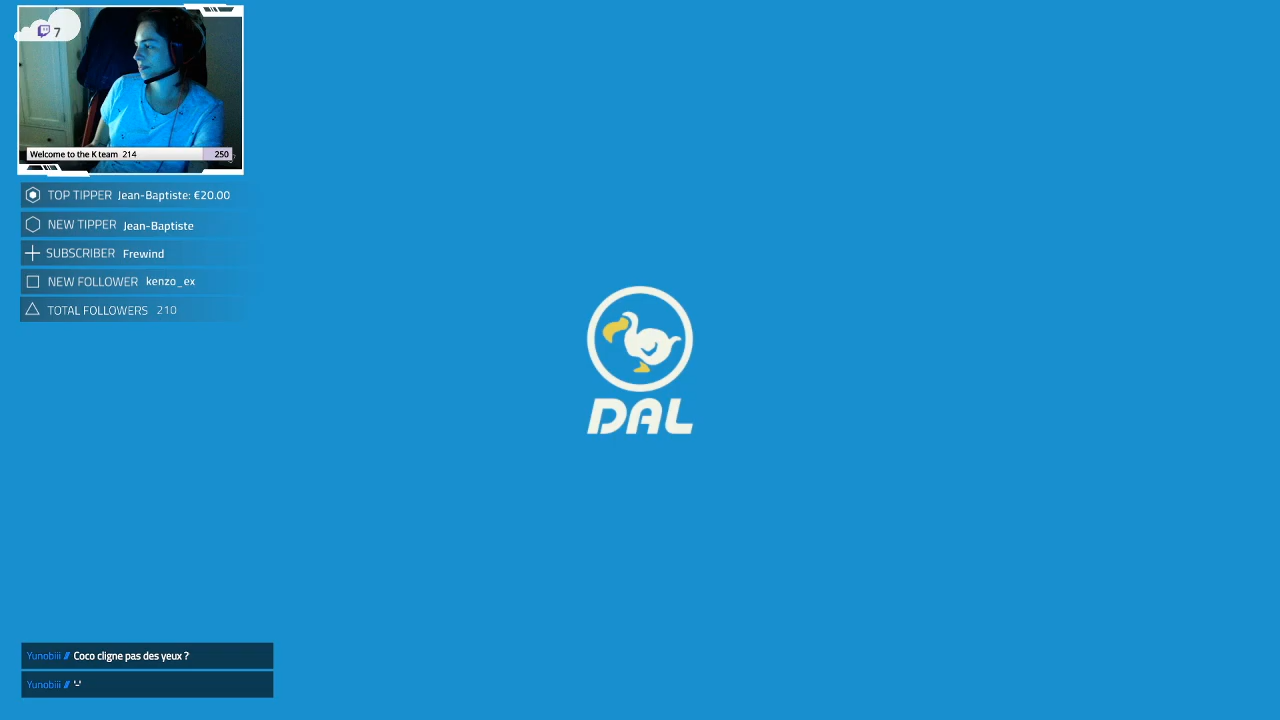 7
Welcome to the K team 214 250
TOP TIPPER Jean-Baptiste: €20.00
NEW TIPPER Jean-Baptiste
SUBSCRIBER Frewind
NEW FOLLOWER kenzo_ex
TOTAL FOLLOWERS 210
DAL
Yunobiii // Coco cligne pas des yeux ?
Yunobiii // '-'